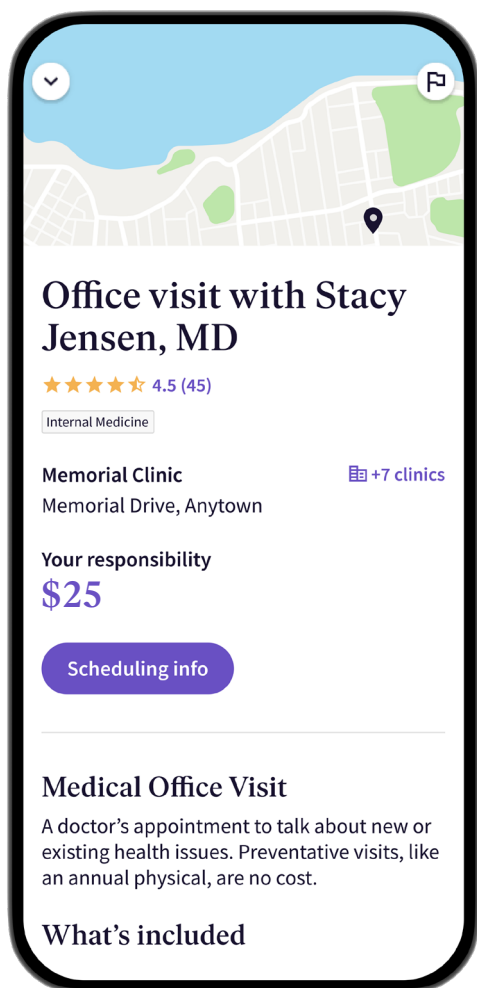 Office visit with Stacy
Jensen, MD
4.5 (45)
Internal Medicine
Memorial Clinic
+7 clinics
Memorial Drive, Anytown
Your responsibility
$25
Scheduling info
Medical Office Visit
A doctor’s appointment to talk about new or
existing health issues. Preventative visits, like
an annual physical, are no cost.
What’s included